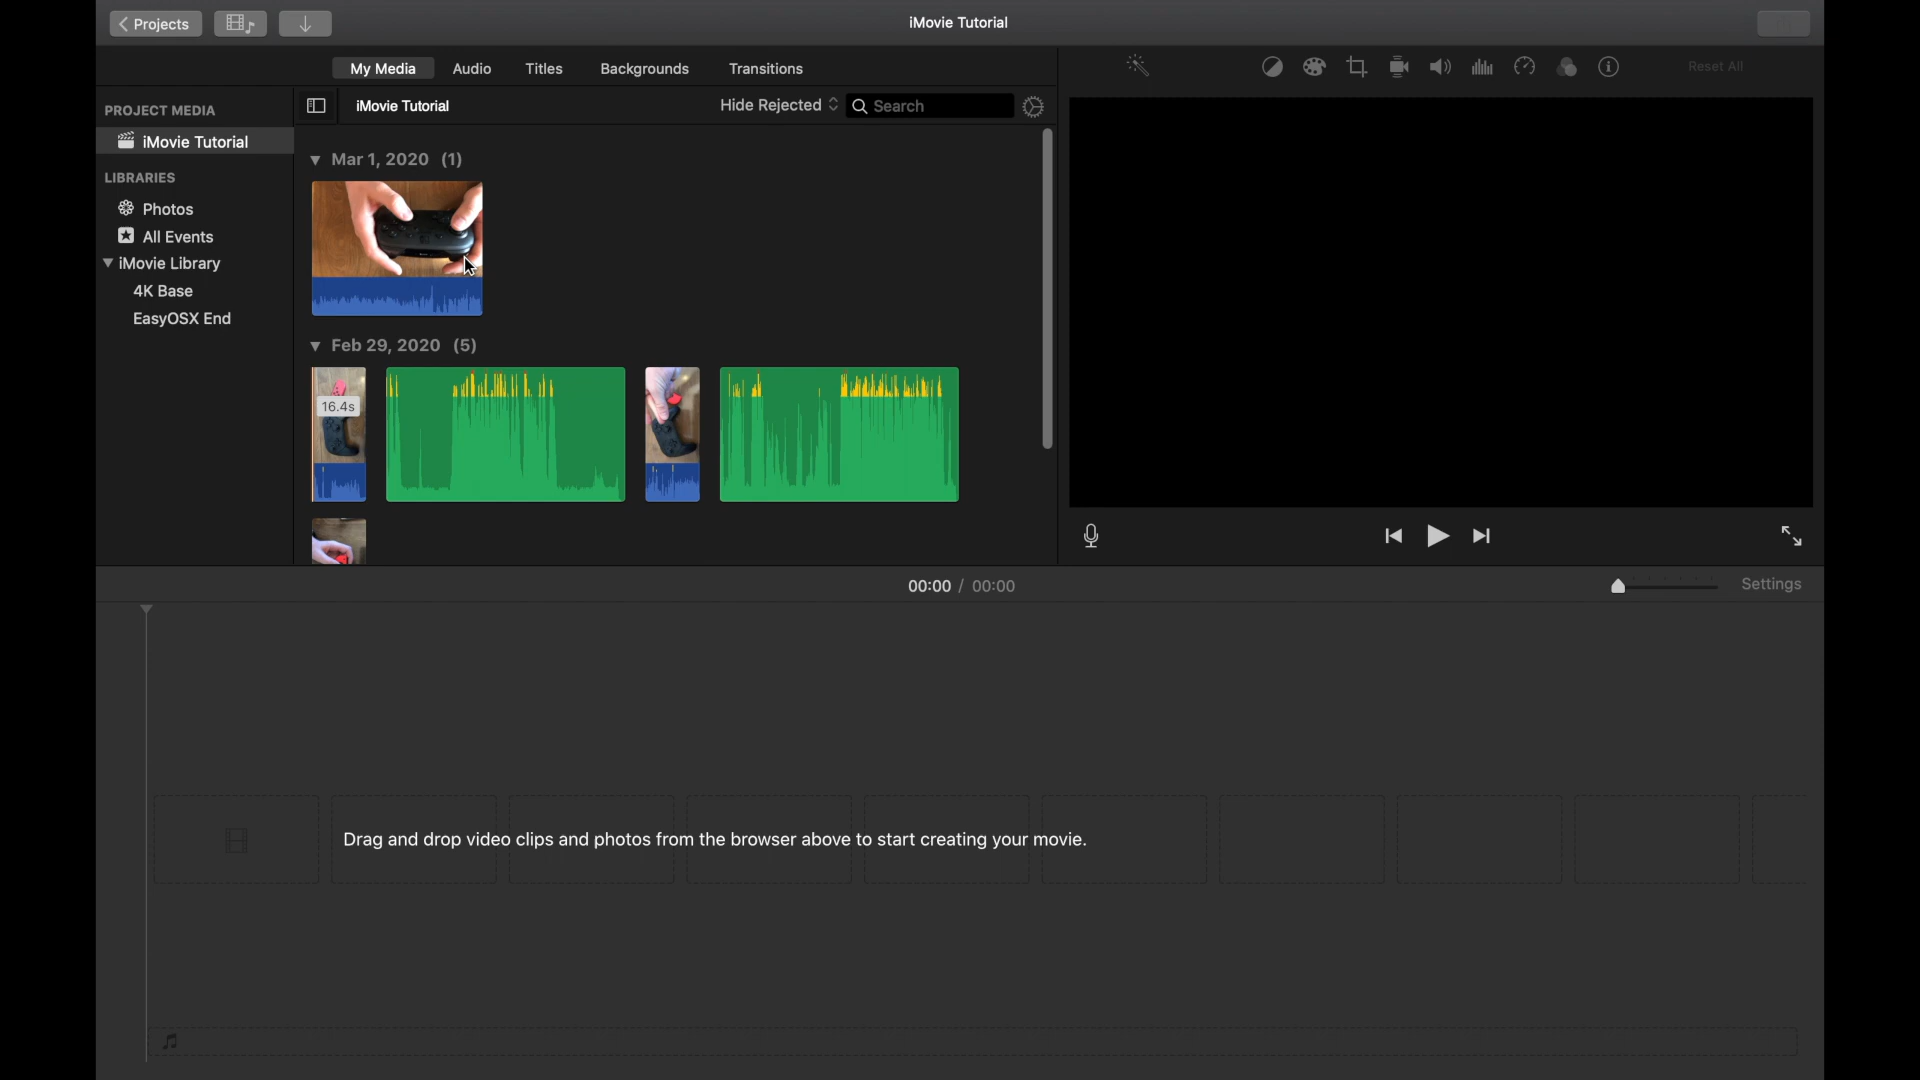 Projects
iMovie Tutorial
My Media
Audio
Titles
Backgrounds
Transitions
Reset All
PROJECT MEDIA
iMovie Tutorial
LIBRARIES
Photos
All Events
iMovie Library
4K Base
EasyOSX End
iMovie Tutorial
Hide Rejected
Search
Mar 1, 2020 (1)
Feb 29, 2020 (5)
16.4s
00:00 / 00:00
Settings
Drag and drop video clips and photos from the browser above to start creating your movie.